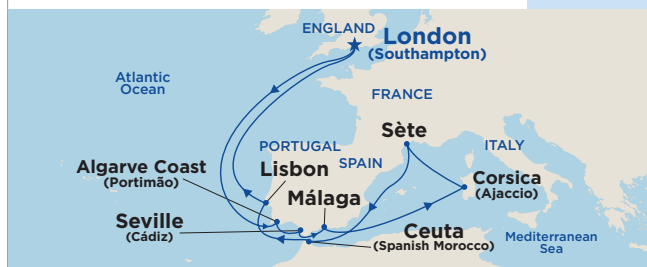 ENGLAND
London
(Southampton)
Atlantic
Ocean
FRANCE
Sète
PORTUGAL
ITALY
SPAIN
Algarve Coast
(Portimão)
Lisbon
Corsica
(Ajaccio)
Málaga
Seville
(Cádiz)
Ceuta
(Spanish Morocco)
Mediterranean
Sea